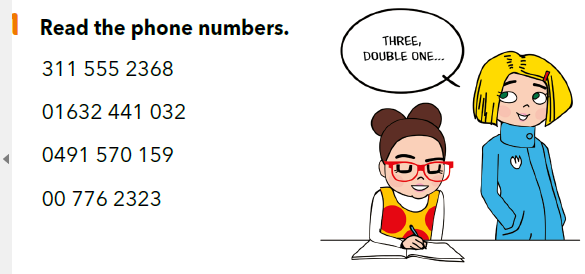 Read the phone numbers.
311 555 2368
01632 441 032
0491 570 159
00 776 2323
THREE,
DOUBLE ONE...